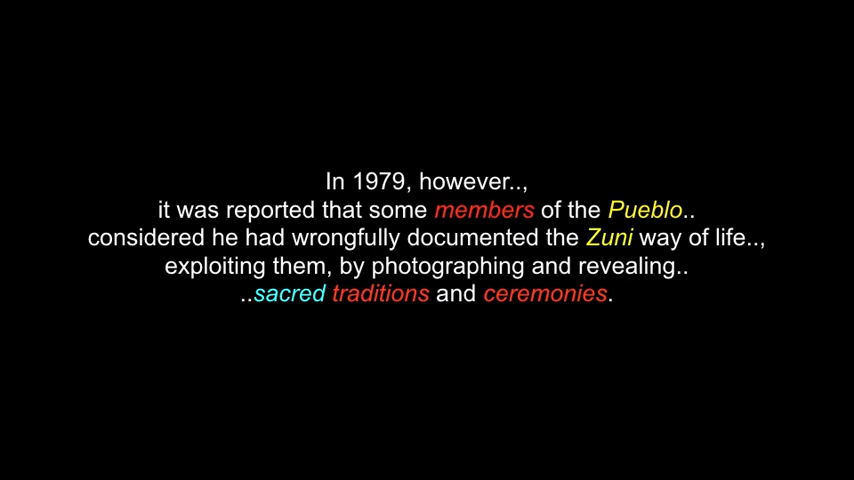 In 1979, however..,
it was reported that some members of the Pueblo..
considered he had wrongfully documented the Zuni way of life..,
exploiting them, by photographing and revealing..
..sacred traditions and ceremonies.